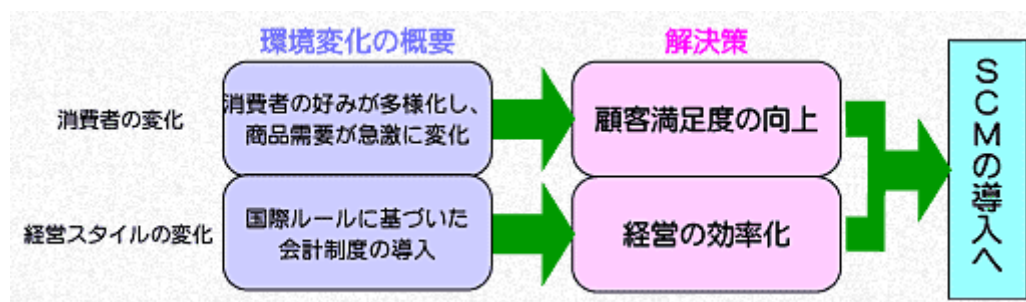 環境変化の概要
解決策
消費者の変化
消費者の好みが多様化し、
商品需要が急激に変化
顧客満足度の向上
経営スタイルの変化
国際ルールに基づいた
会計制度の導入
経営の効率化
SCMの導入へ